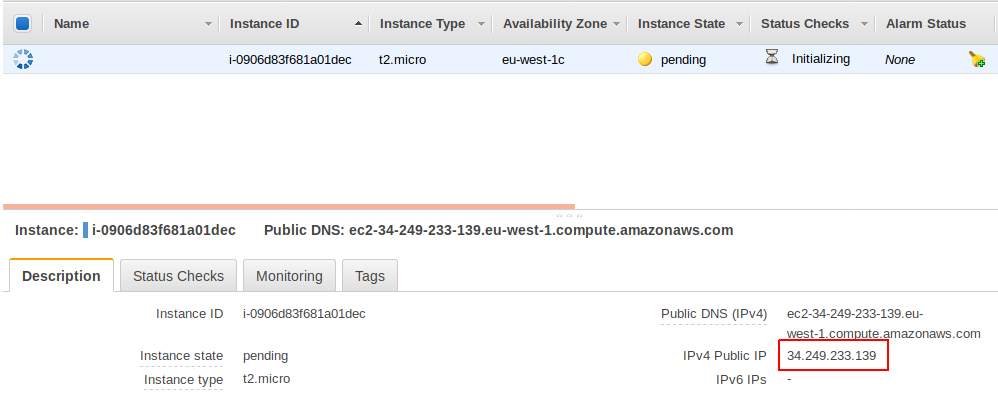 Name Instance ID Instance Type Availability Zone Instance State Status Checks Alarm Status
i-0906d83f681a01dec t2.micro eu-west-1c pending Initializing None
Instance: i-0906d83f681a01dec Public DNS: ec2-34-249-233-139.eu-west-1.compute.amazonaws.com
Description Status Checks Monitoring Tags
Instance ID i-0906d83f681a01dec Public DNS (IPv4) ec2-34-249-233-139.eu-
west-1.compute.amazonaws.com
Instance state pending IPv4 Public IP 34.249.233.139
Instance type t2.micro IPv6 IPs -